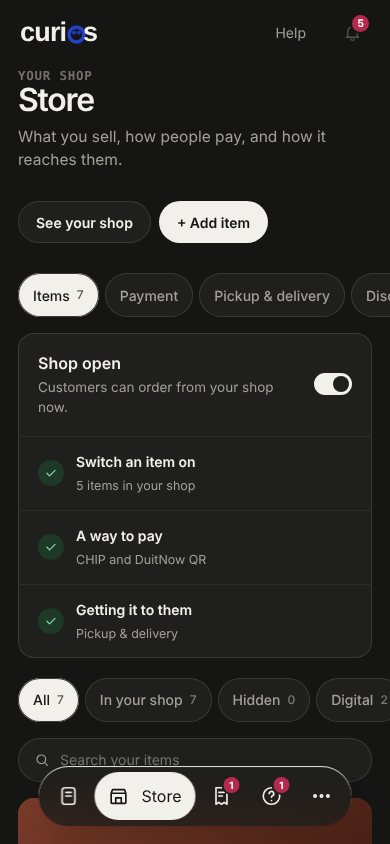 curios
Help
5
YOUR SHOP
Store
What you sell, how people pay, and how it
reaches them.
See your shop
+ Add item
Items 7
Payment
Pickup & delivery
Shop open
Customers can order from your shop
now.
Switch an item on
5 items in your shop
A way to pay
CHIP and DuitNow QR
Getting it to them
Pickup & delivery
All 7
In your shop 7
Hidden 0
Digital 2
Search your items
Store
1
1